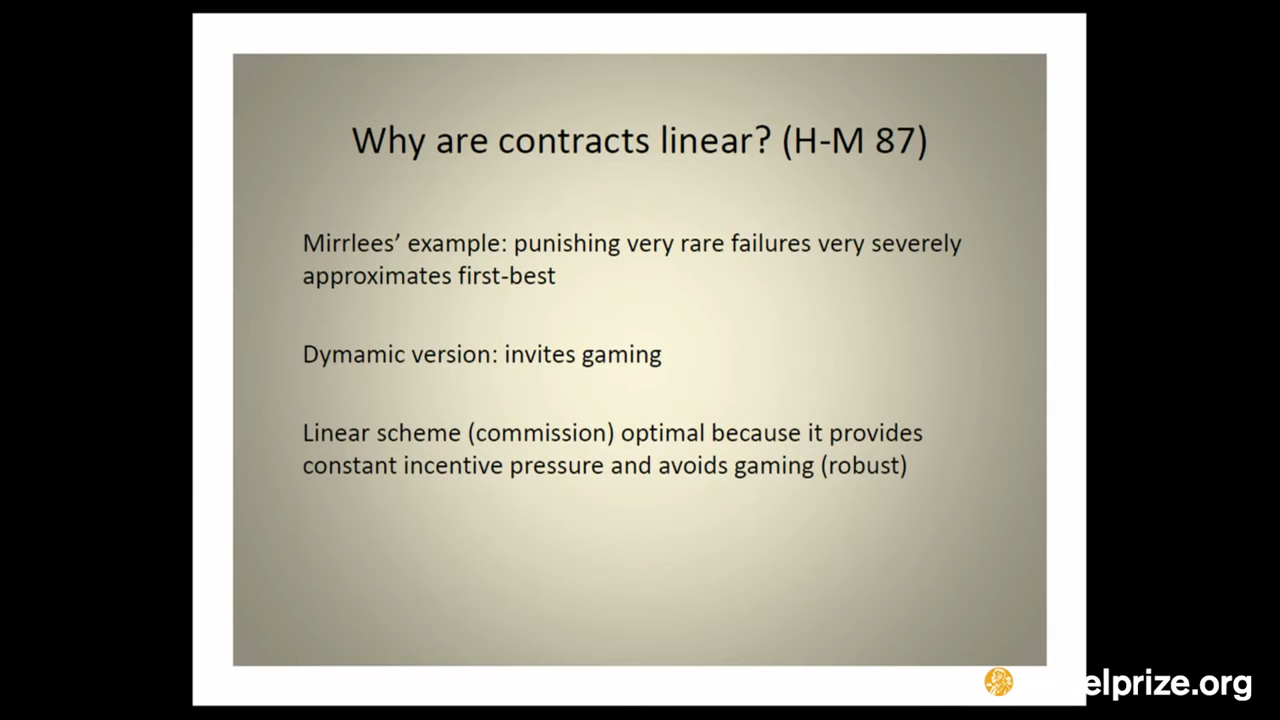 Why are contracts linear? (H-M 87)
Mirrlees’ example: punishing very rare failures very severely
approximates first-best
Dymamic version: invites gaming
Linear scheme (commission) optimal because it provides
constant incentive pressure and avoids gaming (robust)
elprize.org